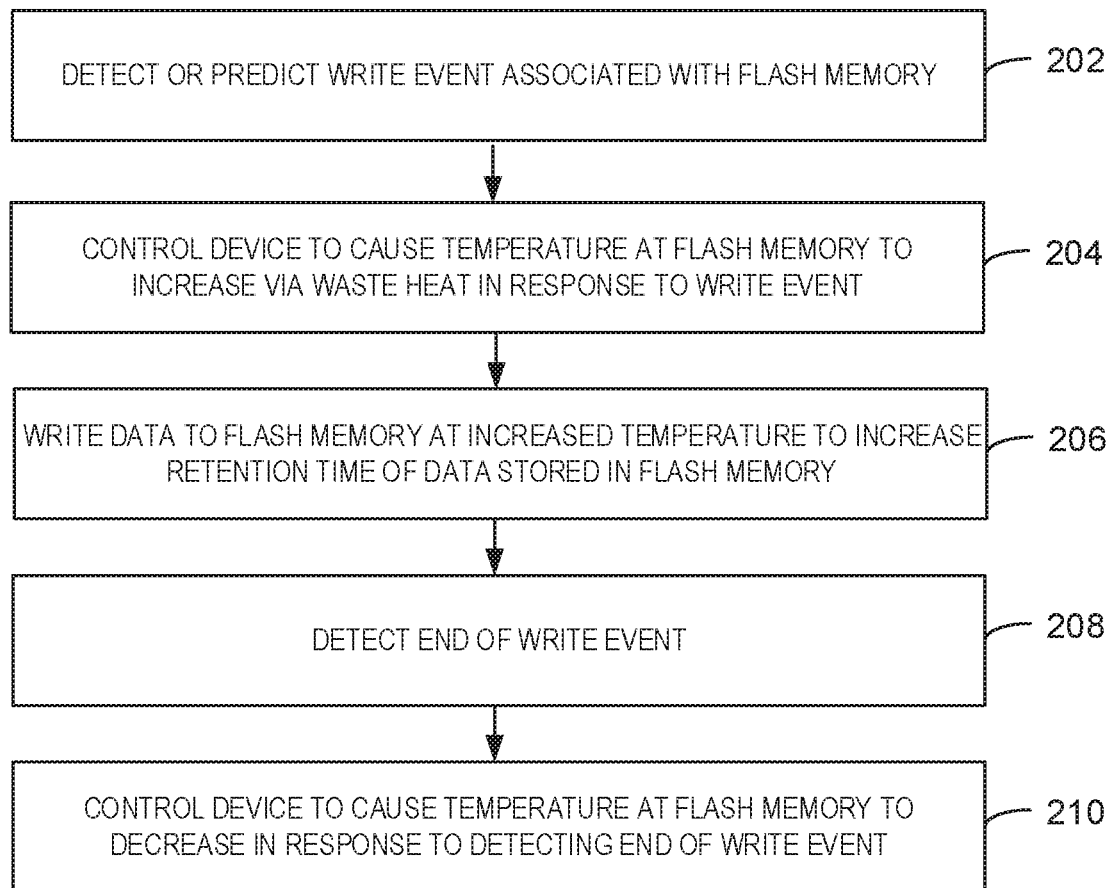 DETECT OR PREDICT WRITE EVENT ASSOCIATED WITH FLASH MEMORY
202
CONTROL DEVICE TO CAUSE TEMPERATURE AT FLASH MEMORY TO
INCREASE VIA WASTE HEAT IN RESPONSE TO WRITE EVENT
204
WRITE DATA TO FLASH MEMORY AT INCREASED TEMPERATURE TO INCREASE
RETENTION TIME OF DATA STORED IN FLASH MEMORY
206
DETECT END OF WRITE EVENT
208
CONTROL DEVICE TO CAUSE TEMPERATURE AT FLASH MEMORY TO
DECREASE IN RESPONSE TO DETECTING END OF WRITE EVENT
210